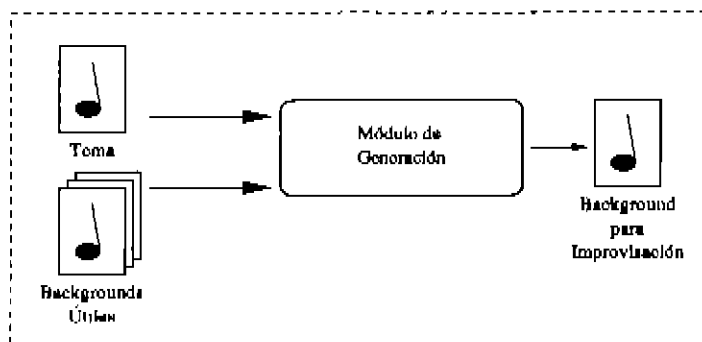 Toma
Backgrounds
Útiles
Módulo de
Generación
Background
para
Improvisación